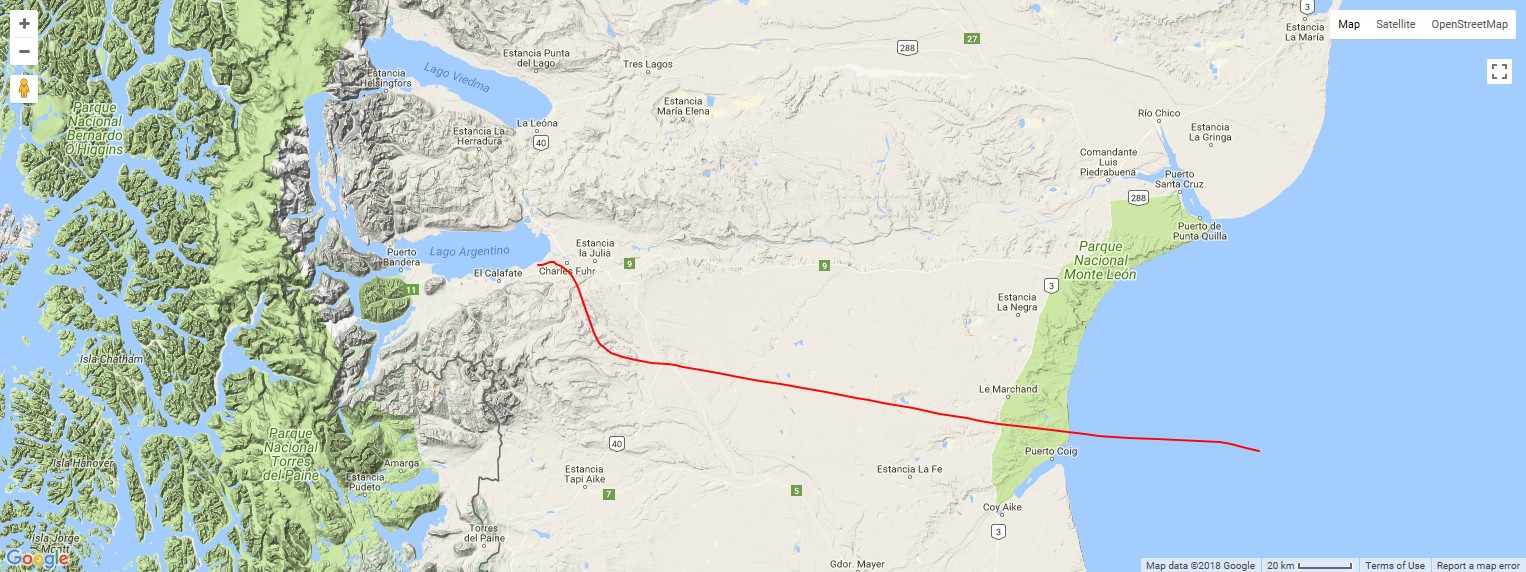 +
−
Map
Satellite
OpenStreetMap
3
Estancia
La María
288
27
Estancia Punta
del Lago
Tres Lagos
Lago Viedma
Estancia
Helsingfors
Estancia
María Elena
Parque
Nacional
Bernardo
O'Higgins
La Leóna
Estancia La
Herradura
40
Río Chico
Estancia
La Gringa
Comandante
Luis
Piedrabuena
Puerto
Santa Cruz
288
Puerto de
Punta Quilla
Parque
Nacional
Monte León
Puerto
Bandera
Lago Argentino
Estancia
la Julia
El Calafate
Charles Fuhr
9
9
11
3
Estancia
La Negra
Isla Chatham
Le Marchand
Parque
Nacional
Torres
del Paine
40
Puerto Coig
Isla Hanover
Amarga
Estancia
Pudeto
Estancia
Tapi Aike
Estancia La Fe
7
5
Coy Aike
3
Torres
del Paine
Isla Jorge
Montt
Gdor. Mayer
Google
Map data ©2018 Google
20 km
Terms of Use
Report a map error